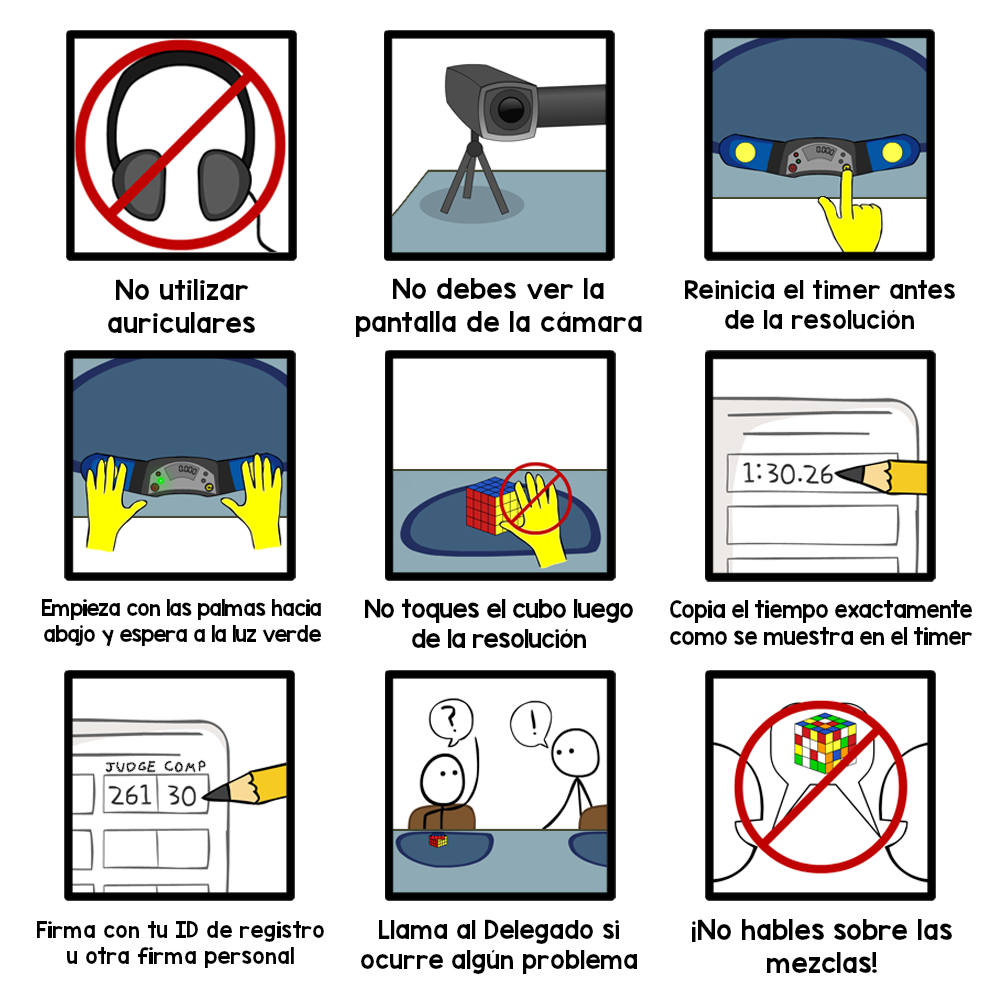 0.000
No utilizar
auriculares
No debes ver la
pantalla de la cámara
Reinicia el timer antes
de la resolución
0.000
1:30.26
Empieza con las palmas hacia
abajo y espera a la luz verde
No toques el cubo luego
de la resolución
Copia el tiempo exactamente
como se muestra en el timer
JUDGE COMP
261 30
?
!
Firma con tu ID de registro
u otra firma personal
Llama al Delegado si
ocurre algún problema
¡No hables sobre las
mezclas!